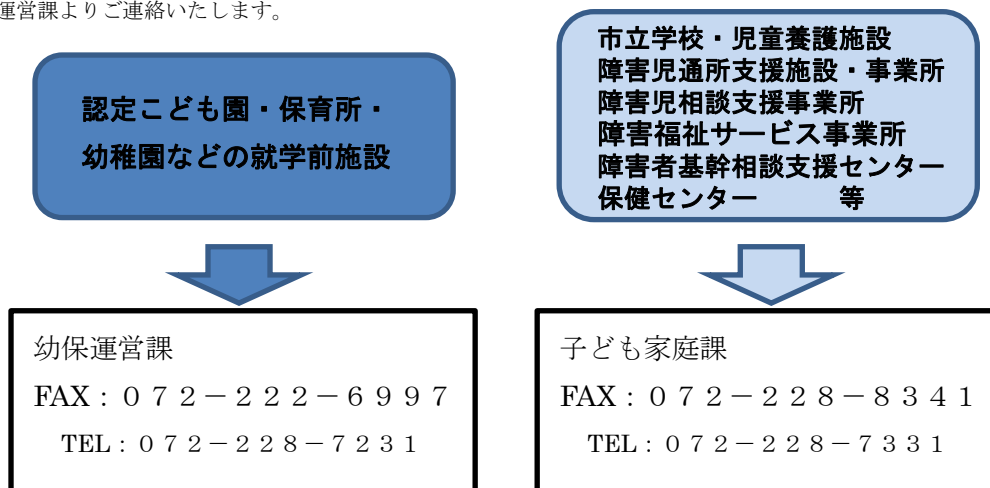 運営課よりご連絡いたします。
認定こども園・保育所・
幼稚園などの就学前施設
市立学校・児童養護施設
障害児通所支援施設・事業所
障害児相談支援事業所
障害福祉サービス事業所
障害者基幹相談支援センター
保健センター　　　等
幼保運営課
FAX：０７２－２２２－６９９７
TEL：０７２－２２８－７２３１
子ども家庭課
FAX：０７２－２２８－８３４１
TEL：０７２－２２８－７３３１